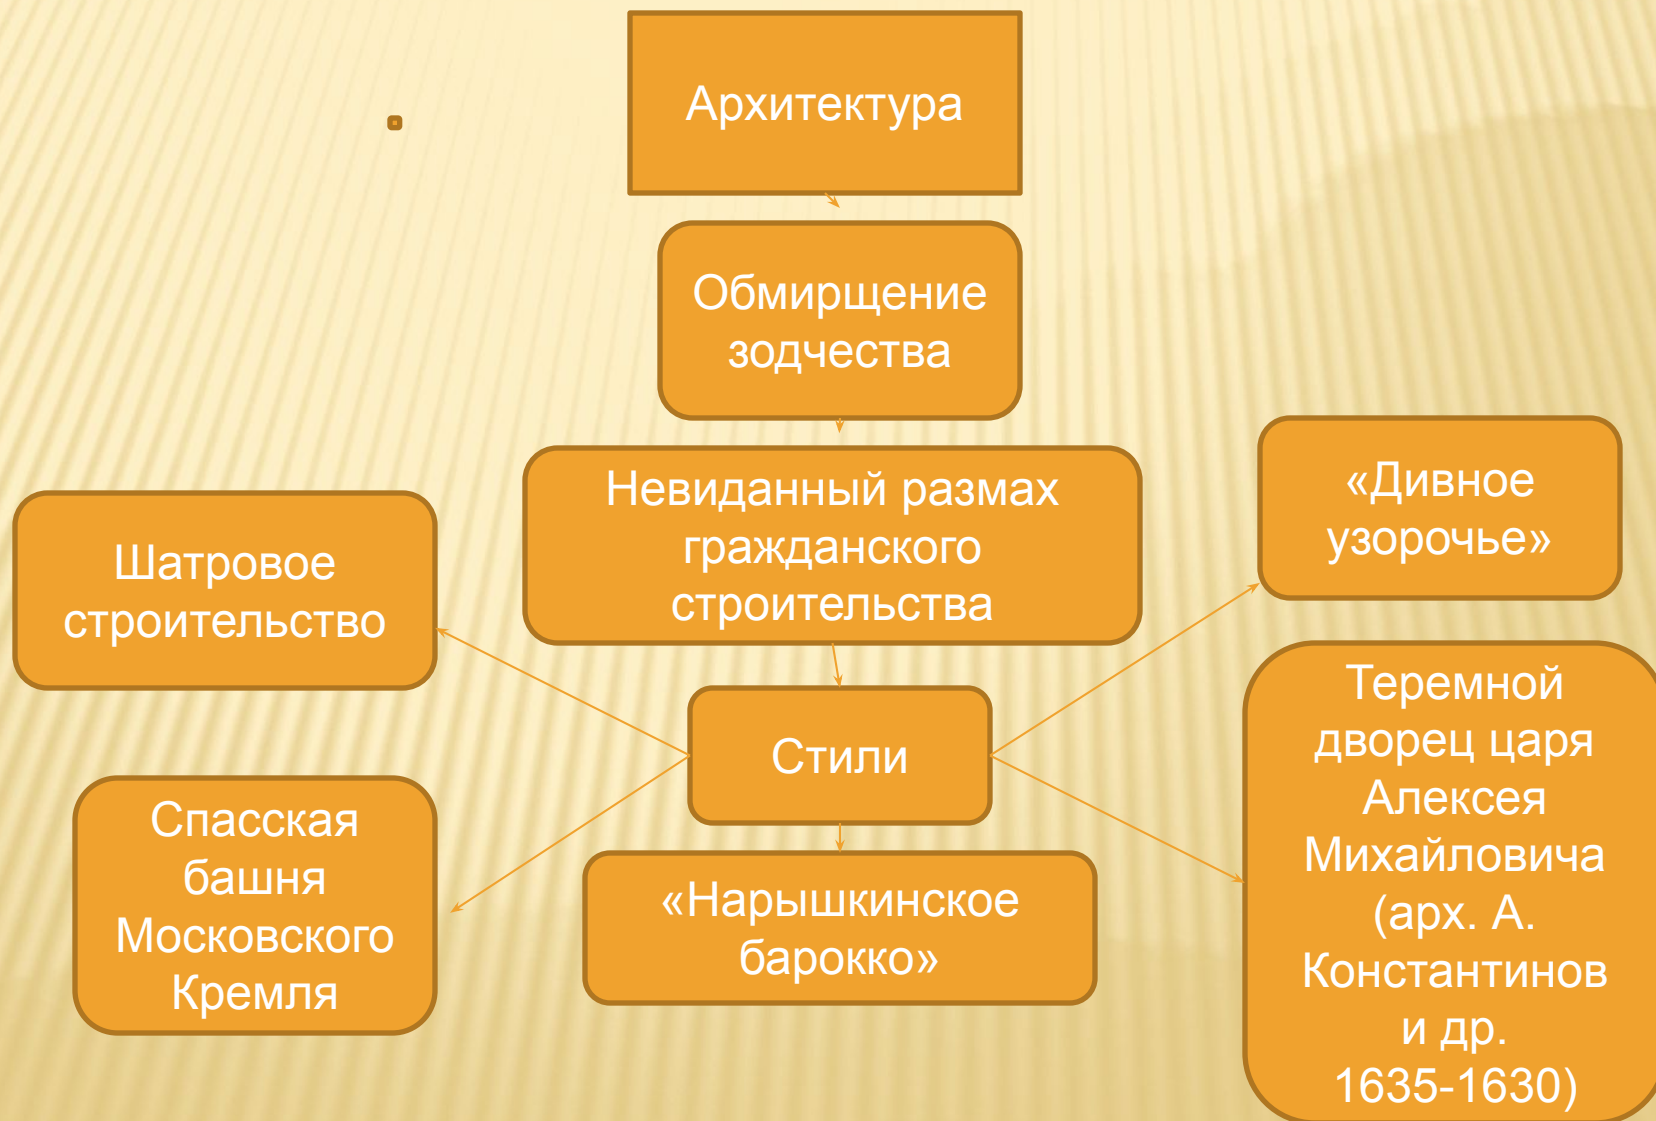 Архитектура
Обмирщение
зодчества
Невиданный размах
гражданского
строительства
«Дивное
узорочье»
Шатровое
строительство
Теремной
дворец царя
Алексея
Михайловича
(арх. А.
Константинов
и др.
1635-1630)
Стили
Спасская
башня
Московского
Кремля
«Нарышкинское
барокко»